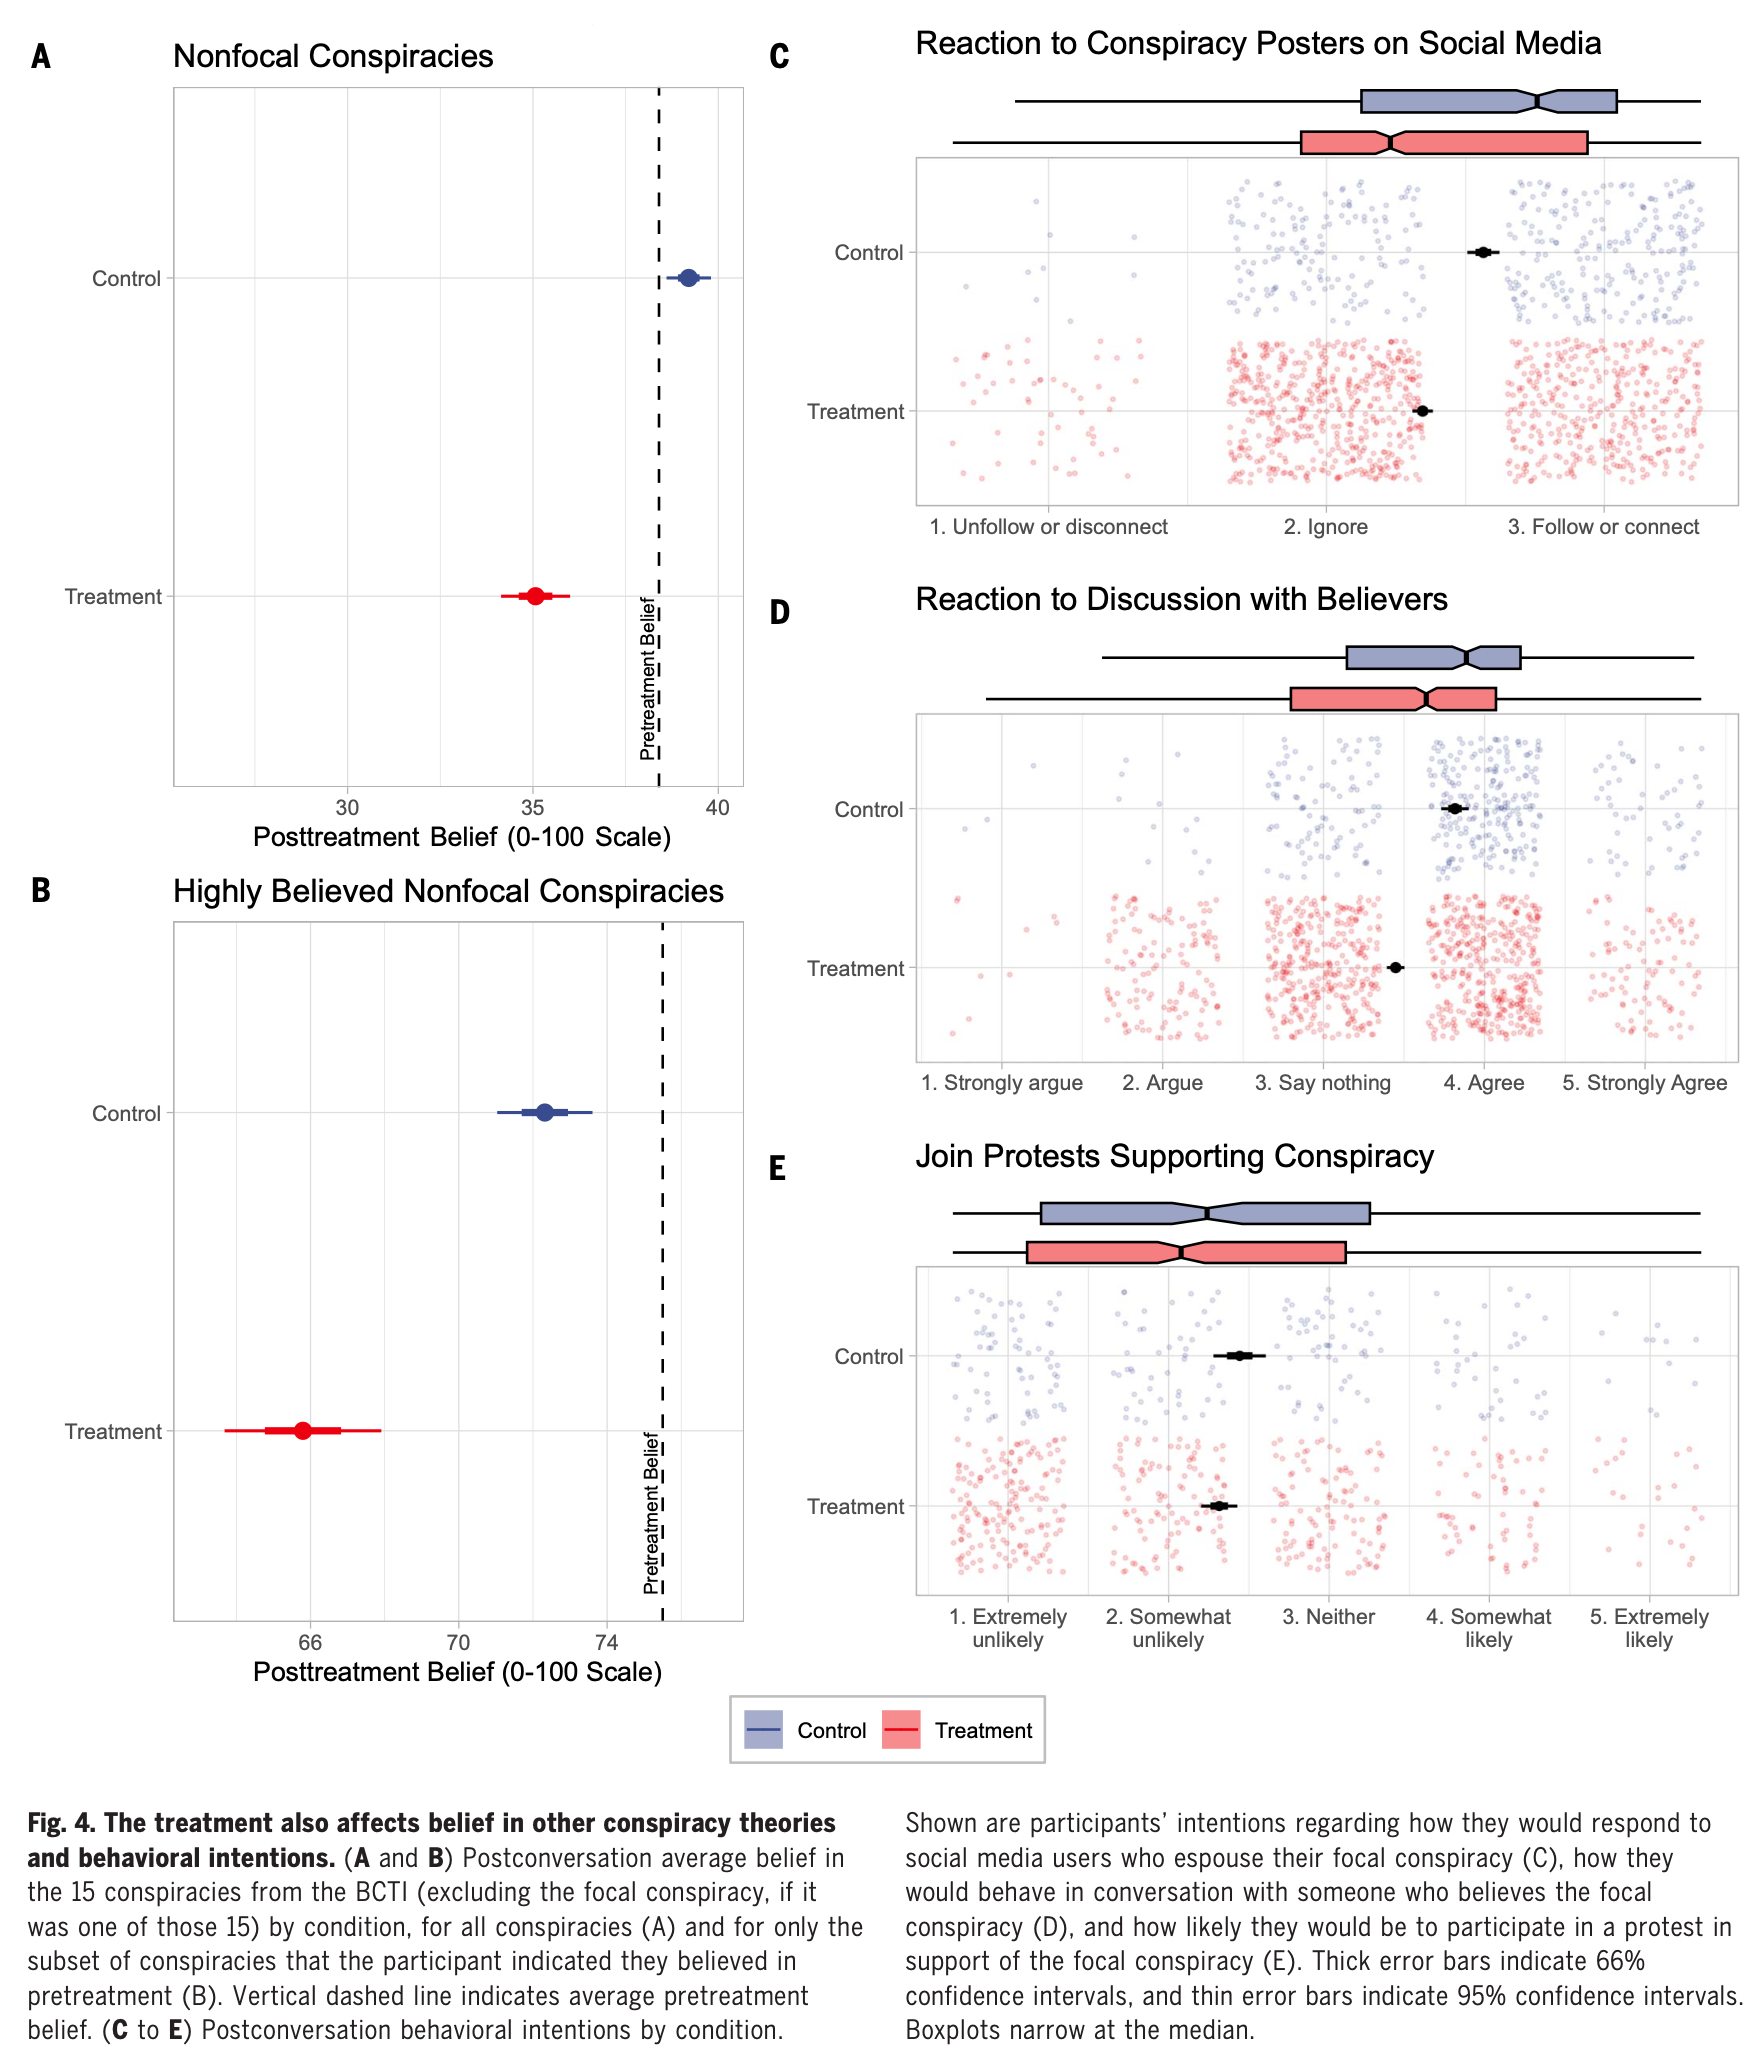 A
Nonfocal Conspiracies
Control
Treatment
Pretreatment Belief
30 35 40
Posttreatment Belief (0-100 Scale)
B
Highly Believed Nonfocal Conspiracies
Control
Treatment
Pretreatment Belief
66 70 74
Posttreatment Belief (0-100 Scale)
C
Reaction to Conspiracy Posters on Social Media
Control
Treatment
1. Unfollow or disconnect 2. Ignore 3. Follow or connect
D
Reaction to Discussion with Believers
Control
Treatment
1. Strongly argue 2. Argue 3. Say nothing 4. Agree 5. Strongly Agree
E
Join Protests Supporting Conspiracy
Control
Treatment
1. Extremely 2. Somewhat 3. Neither 4. Somewhat 5. Extremely
unlikely unlikely likely likely
Control Treatment
Fig. 4. The treatment also affects belief in other conspiracy theories
and behavioral intentions. (A and B) Postconversation average belief in
the 15 conspiracies from the BCTI (excluding the focal conspiracy, if it
was one of those 15) by condition, for all conspiracies (A) and for only the
subset of conspiracies that the participant indicated they believed in
pretreatment (B). Vertical dashed line indicates average pretreatment
belief. (C to E) Postconversation behavioral intentions by condition.
Shown are participants' intentions regarding how they would respond to
social media users who espouse their focal conspiracy (C), how they
would behave in conversation with someone who believes the focal
conspiracy (D), and how likely they would be to participate in a protest in
support of the focal conspiracy (E). Thick error bars indicate 66%
confidence intervals, and thin error bars indicate 95% confidence intervals.
Boxplots narrow at the median.